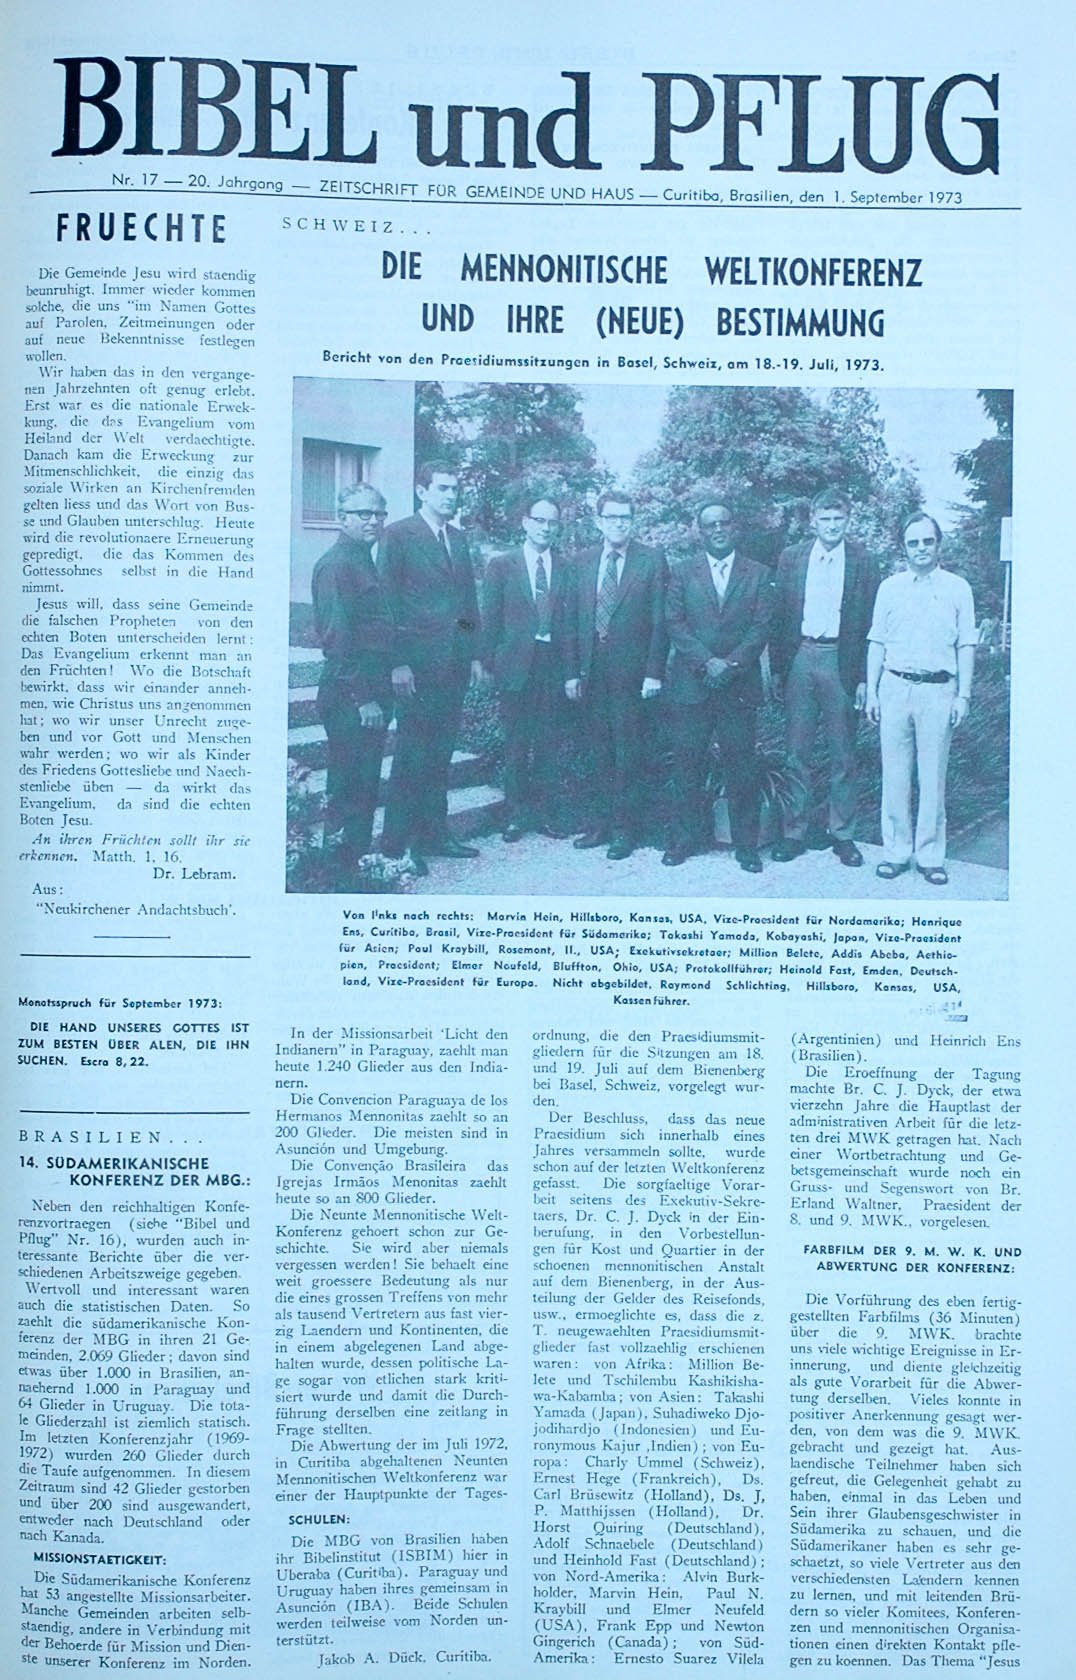 BIBEL und PFLUG
Nr. 17 — 20. Jahrgang — ZEITSCHRIFT FÜR GEMEINDE UND HAUS — Curitiba, Brasilien, den 1. September 1973
FRUECHTE
Die Gemeinde Jesu wird staendig
beunruhigt. Immer wieder kommen
solche, die uns "im Namen Gottes
auf Parolen, Zeitmeinungen oder
auf neue Bekenntnisse festlegen
wollen.
Wir haben das in den vergange-
nen Jahrzehnten oft genug erlebt.
Erst war es die nationale Erwek-
kung, die das Evangelium vom
Heiland der Welt verdaechtigte.
Danach kam die Erweckung zur
Mitmenschlichkeit, die einzig das
soziale Wirken an Kirchenfremden
gelten liess und das Wort von Bus-
se und Glauben unterschlug. Heute
wird die revolutionaere Erneuerung
gepredigt, die das Kommen des
Gottessohnes selbst in die Hand
nimmt.
Jesus will, dass seine Gemeinde
die falschen Propheten von den
echten Boten unterscheiden lernt:
Das Evangelium erkennt man an
den Früchten! Wo die Botschaft
bewirkt, dass wir einander anneh-
men, wie Christus uns angenommen
hat; wo wir unser Unrecht zuge-
ben und vor Gott und Menschen
wahr werden; wo wir als Kinder
des Friedens Gottesliebe und Naech-
stenliebe üben — da wirkt das
Evangelium, da sind die echten
Boten Jesu.
An ihren Früchten sollt ihr sie
erkennen. Matth. 1, 16.
Dr. Lebram.
Aus:
"Neukirchener Andachtsbuch'.
Monatsspruch für September 1973:
DIE HAND UNSERES GOTTES IST
ZUM BESTEN ÜBER ALEN, DIE IHN
SUCHEN. Escra 8, 22.
BRASILIEN...
14. SÜDAMERIKANISCHE
KONFERENZ DER MBG.:
Neben den reichhaltigen Konfe-
renzvortraegen (siehe "Bibel und
Pflug" Nr. 16), wurden auch in-
teressante Berichte über die ver-
schiedenen Arbeitszweige gegeben.
Wertvoll und interessant waren
auch die statistischen Daten. So
zaehlt die südamerikanische Kon-
ferenz der MBG in ihren 21 Ge-
meinden, 2.069 Glieder; davon sind
etwas über 1.000 in Brasilien, an-
naehernd 1.000 in Paraguay und
64 Glieder in Uruguay. Die tota-
le Gliederzahl ist ziemlich statisch.
Im letzten Konferenzjahr (1969-
1972) wurden 260 Glieder durch
die Taufe aufgenommen. In diesem
Zeitraum sind 42 Glieder gestorben
und über 200 sind ausgewandert,
entweder nach Deutschland oder
nach Kanada.
MISSIONSTAETIGKEIT:
Die Südamerikanische Konferenz
hat 53 angestellte Missionsarbeiter.
Manche Gemeinden arbeiten selb-
staendig, andere in Verbindung mit
der Behoerde für Mission und Dien-
ste unserer Konferenz im Norden.
SCHWEIZ...
DIE MENNONITISCHE WELTKONFERENZ
UND IHRE (NEUE) BESTIMMUNG
Bericht von den Praesidiumssitzungen in Basel, Schweiz, am 18.-19. Juli, 1973.
Von links nach rechts: Marvin Hein, Hillsboro, Kansas, USA, Vize-Praesident für Nordamerika; Henrique
Ens, Curitiba, Brasil, Vize-Praesident für Südamerika; Takashi Yamada, Kobayashi, Japan, Vize-Praesident
für Asien; Paul Kraybill, Rosemont, Il., USA; Exekutivsekretaer; Million Belete, Addis Abeba, Aethio-
pien, Praesident; Elmer Neufeld, Bluffton, Ohio, USA; Protokollführer; Heinold Fast, Emden, Deutsch-
land, Vize-Praesident für Europa. Nicht abgebildet, Raymond Schlichting, Hillsboro, Kansas, USA,
Kassenführer.
In der Missionsarbeit 'Licht den
Indianern" in Paraguay, zaehlt man
heute 1.240 Glieder aus den India-
nern.
Die Convencion Paraguaya de los
Hermanos Mennonitas zaehlt so an
200 Glieder. Die meisten sind in
Asunción und Umgebung.
Die Convenção Brasileira das
Igrejas Irmãos Menonitas zaehlt
heute so an 800 Glieder.
Die Neunte Mennonitische Welt-
Konferenz gehoert schon zur Ge-
schichte. Sie wird aber niemals
vergessen werden! Sie behaelt eine
weit groessere Bedeutung als nur
die eines grossen Treffens von mehr
als tausend Vertretern aus fast vier-
zig Laendern und Kontinenten, die
in einem abgelegenen Land abge-
halten wurde, dessen politische La-
ge sogar von etlichen stark kriti-
siert wurde und damit die Durch-
führung derselben eine zeitlang in
Frage stellten.
Die Abwertung der im Juli 1972,
in Curitiba abgehaltenen Neunten
Mennonitischen Weltkonferenz war
einer der Hauptpunkte der Tages-
SCHULEN:
Die MBG von Brasilien haben
ihr Bibelinstitut (ISBIM) hier in
Uberaba (Curitiba). Paraguay und
Uruguay haben ihres gemeinsam in
Asunción (IBA). Beide Schulen
werden teilweise vom Norden un-
terstützt.
Jakob A. Dück, Curitiba.
ordnung, die den Praesidiumsmit-
gliedern für die Sitzungen am 18.
und 19. Juli auf dem Bienenberg
bei Basel, Schweiz, vorgelegt wur-
den.
Der Beschluss, dass das neue
Praesidium sich innerhalb eines
Jahres versammeln sollte, wurde
schon auf der letzten Weltkonferenz
gefasst. Die sorgfaeltige Vorar-
beit seitens des Exekutiv-Sekre-
taers, Dr. C. J. Dyck in der Ein-
berufung, in den Vorbestellun-
gen für Kost und Quartier in der
schoenen mennonitischen Anstalt
auf dem Bienenberg, in der Aus-
teilung der Gelder des Reisefonds,
usw., ermoeglichte es, dass die z.
T. neugewaehlten Praesidiumsmit-
glieder fast vollzaehlig erschienen
waren: von Afrika: Million Be-
lete und Tschilembu Kashikisha-
wa-Kabamba; von Asien: Takashi
Yamada (Japan), Suhadiweko Djo-
jodihardjo (Indonesien) und Eu-
ronymous Kajur ,Indien); von Eu-
ropa: Charly Ummel (Schweiz),
Ernest Hege (Frankreich), Ds.
Carl Brüsewitz (Holland), Ds. J,
P. Matthijssen (Holland), Dr.
Horst Quiring (Deutschland),
Adolf Schnaebele (Deutschland)
und Heinhold Fast (Deutschland);
von Nord-Amerika: Alvin Burk-
holder, Marvin Hein, Paul N.
Kraybill und Elmer Neufeld
(USA), Frank Epp und Newton
Gingerich (Canada); von Süd-
Amerika: Ernesto Suarez Vilela
(Argentinien) und Heinrich Ens
(Brasilien).
Die Eroeffnung der Tagung
machte Br. C. J. Dyck, der etwa
vierzehn Jahre die Hauptlast der
administrativen Arbeit für die letz-
ten drei MWK getragen hat. Nach
einer Wortbetrachtung und Ge-
betsgemeinschaft wurde noch ein
Gruss- und Segenswort von Br.
Erland Waltner, Praesident der
8. und 9. MWK., vorgelesen.
FARBFILM DER 9. M. W. K. UND
ABWERTUNG DER KONFERENZ:
Die Vorführung des eben fertig-
gestellten Farbfilms (36 Minuten)
über die 9. MWK. brachte
uns viele wichtige Ereignisse in Er-
innerung, und diente gleichzeitig
als gute Vorarbeit für die Abwer-
tung derselben. Vieles konnte in
positiver Anerkennung gesagt wer-
den, von dem was die 9. MWK.
gebracht und gezeigt hat. Aus-
laendische Teilnehmer haben sich
gefreut, die Gelegenheit gehabt zu
haben, einmal in das Leben und
Sein ihrer Glaubensgeschwister in
Südamerika zu schauen, und die
Südamerikaner haben es sehr ge-
schaetzt, so viele Vertreter aus den
verschiedensten Laendern kennen
zu lernen, und mit leitenden Brü-
dern so vieler Komitees, Konferen-
zen und mennonitischen Organisa-
tionen einen direkten Kontakt pfle-
gen zu koennen. Das Thema "Jesus